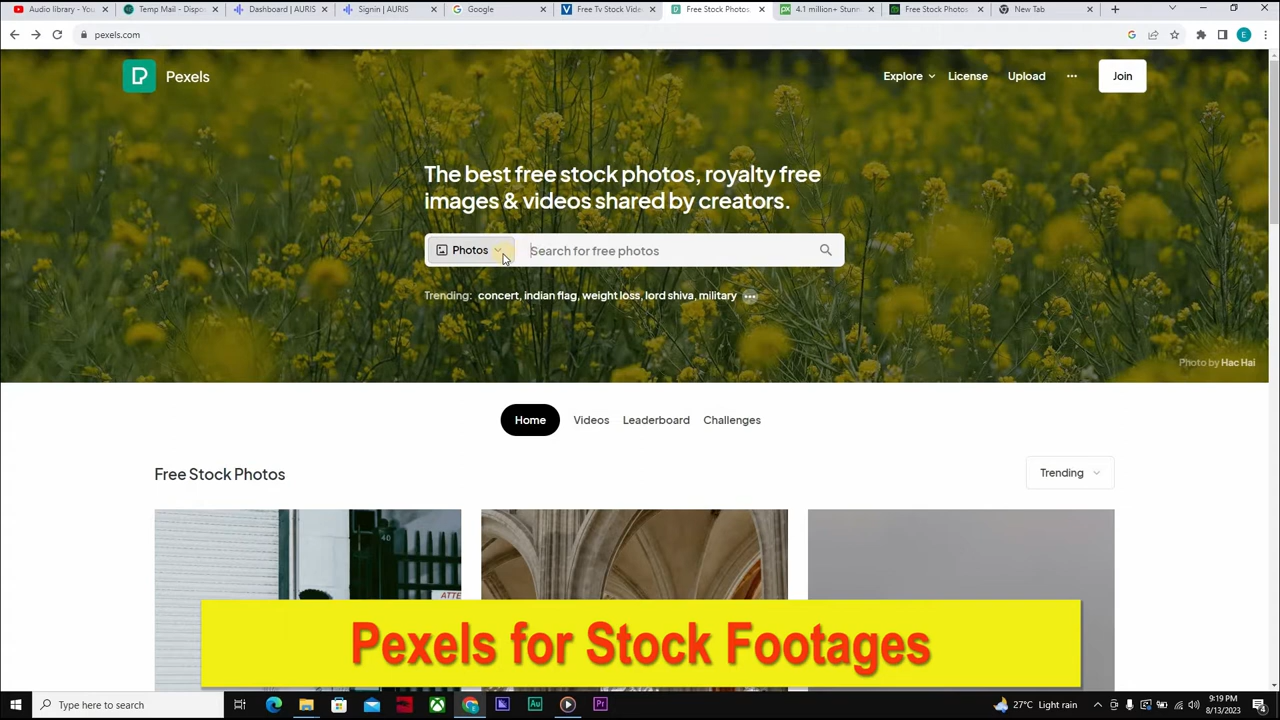 Audio library - You
Temp Mail - Dispos
Dashboard | AURIS
Signin | AURIS
Google
Free Tv Stock Vide
Free Stock Photos,
4.1 million+ Stunn
Free Stock Photos
New Tab
pexels.com
E
Pexels
Explore
License
Upload
Join
The best free stock photos, royalty free
images & videos shared by creators.
Photos
Search for free photos
Trending: concert, indian flag, weight loss, lord shiva, military
Photo by Hac Hai
Home
Videos
Leaderboard
Challenges
Free Stock Photos
Trending
40
ATTE
Pexels for Stock Footages
Type here to search
Au
Pr
27°C Light rain
9:19 PM
8/13/2023